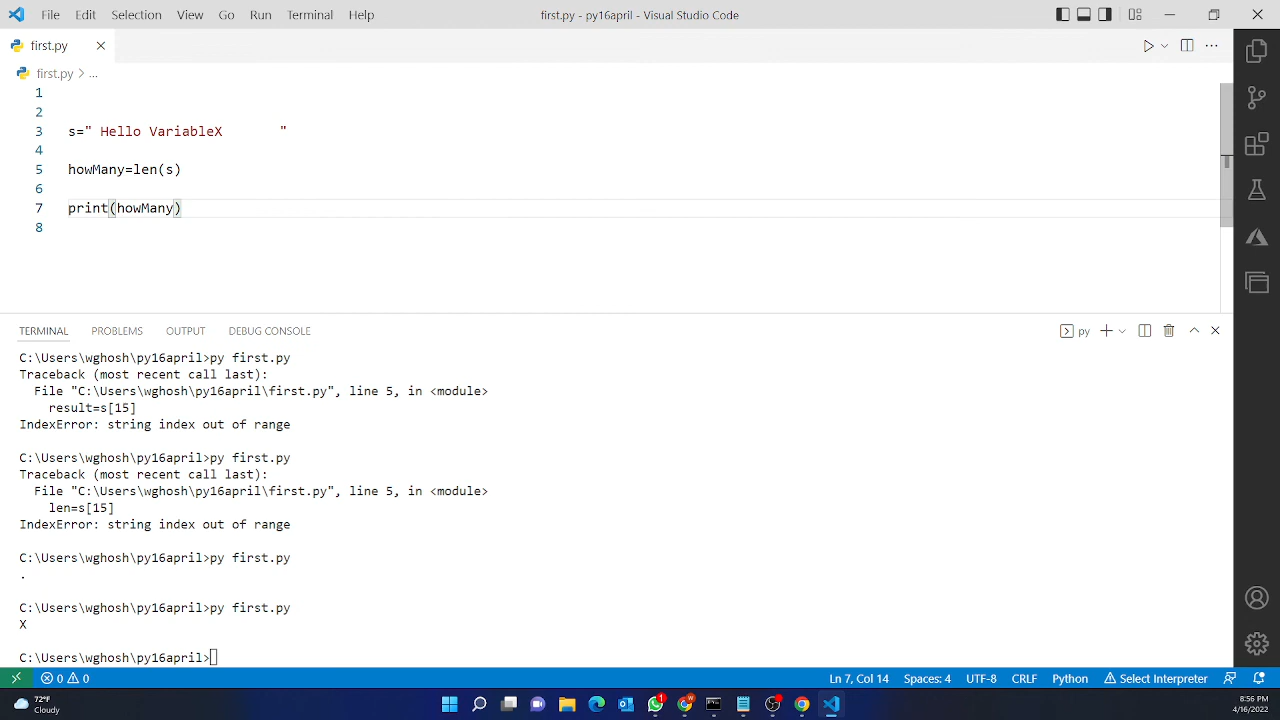 File Edit Selection View Go Run Terminal Help first.py - py16april - Visual Studio Code
first.py
first.py > ...
1
2
3 s=" Hello VariableX       "
4
5 howMany=len(s)
6
7 print(howMany)
8
TERMINAL PROBLEMS OUTPUT DEBUG CONSOLE py
C:\Users\wghosh\py16april>py first.py
Traceback (most recent call last):
  File "C:\Users\wghosh\py16april\first.py", line 5, in <module>
    result=s[15]
IndexError: string index out of range
C:\Users\wghosh\py16april>py first.py
Traceback (most recent call last):
  File "C:\Users\wghosh\py16april\first.py", line 5, in <module>
    len=s[15]
IndexError: string index out of range
C:\Users\wghosh\py16april>py first.py
.
C:\Users\wghosh\py16april>py first.py
X
C:\Users\wghosh\py16april>
0 0 Ln 7, Col 14 Spaces: 4 UTF-8 CRLF Python Select Interpreter
72°F
Cloudy
1
8:56 PM
4/16/2022